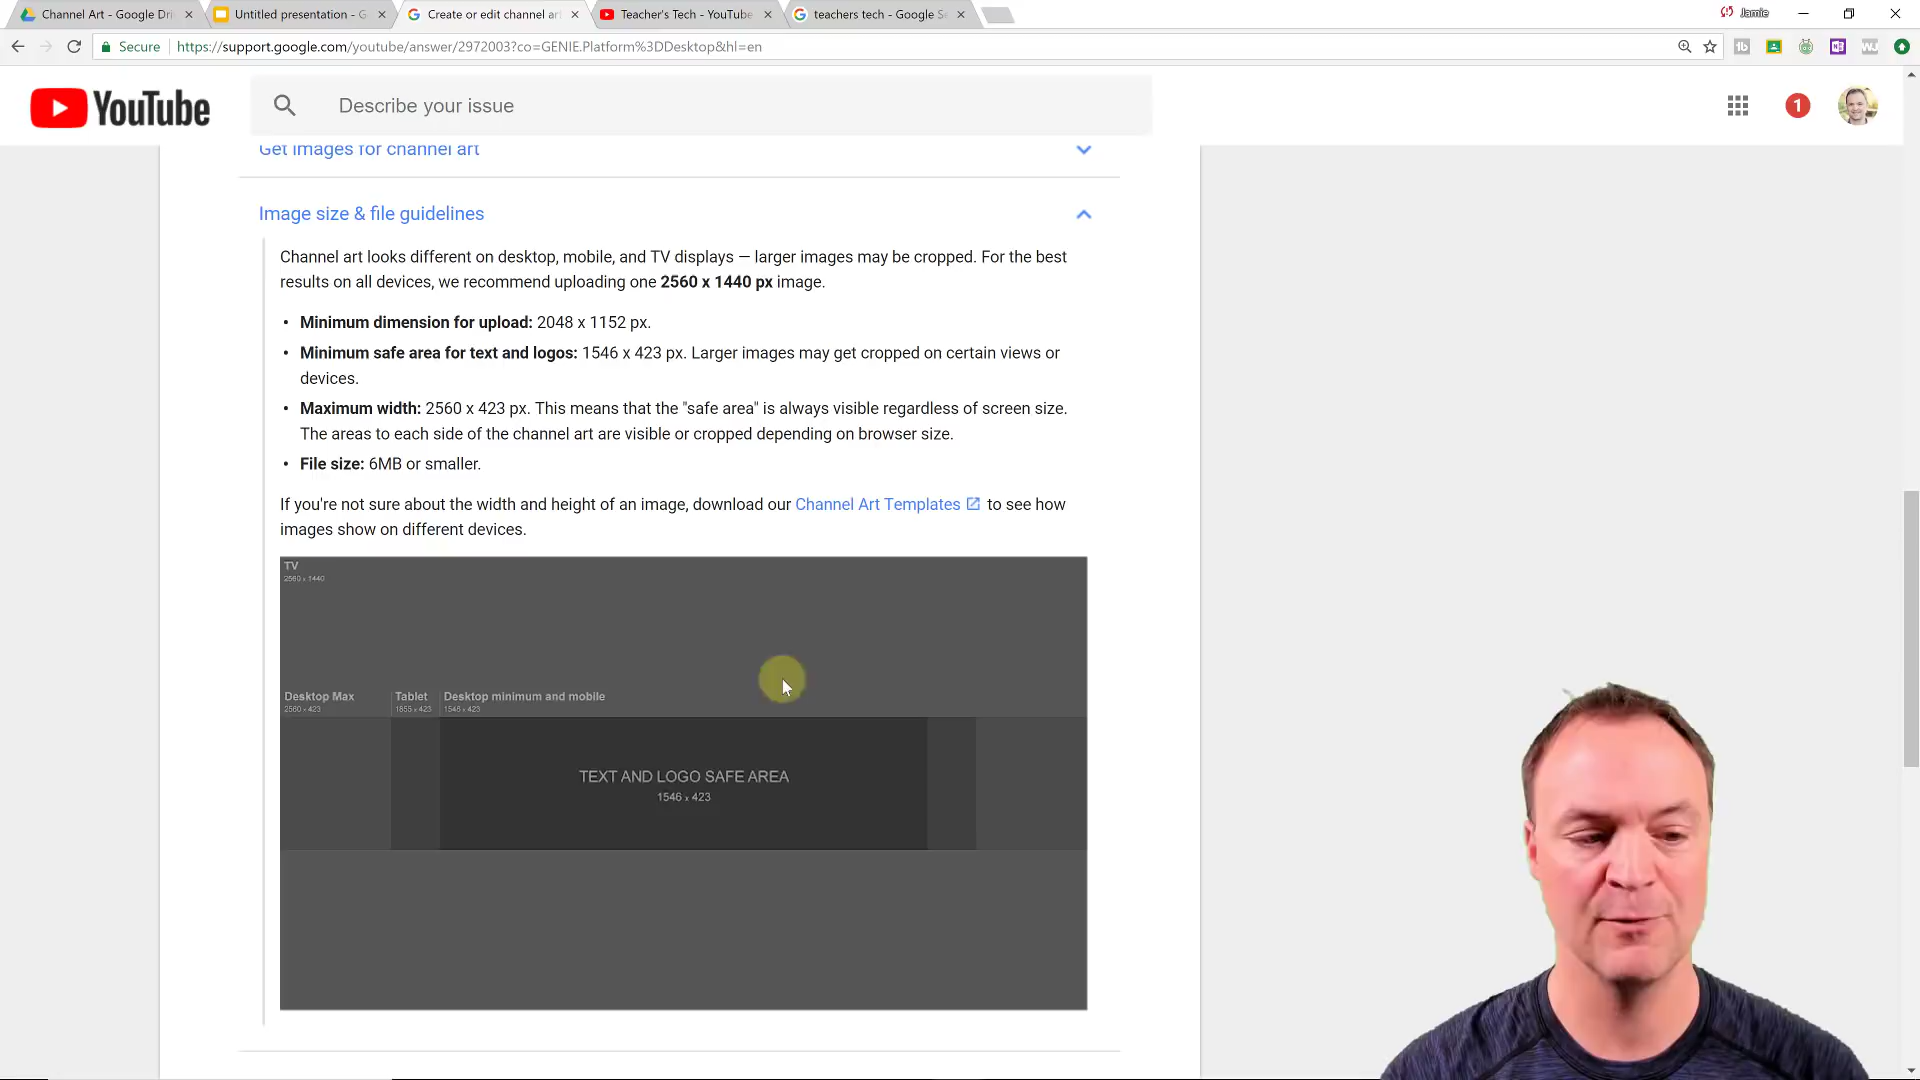 Channel Art - Google Dri
Untitled presentation - G
Create or edit channel ar
Teacher's Tech - YouTube
teachers tech - Google Se
Jamie
Secure
https://support.google.com/youtube/answer/2972003?co=GENIE.Platform%3DDesktop&hl=en
YouTube
Describe your issue
1
Get images for channel art
Image size & file guidelines
Channel art looks different on desktop, mobile, and TV displays — larger images may be cropped. For the best
results on all devices, we recommend uploading one 2560 x 1440 px image.
• Minimum dimension for upload: 2048 x 1152 px.
• Minimum safe area for text and logos: 1546 x 423 px. Larger images may get cropped on certain views or
devices.
• Maximum width: 2560 x 423 px. This means that the "safe area" is always visible regardless of screen size.
The areas to each side of the channel art are visible or cropped depending on browser size.
• File size: 6MB or smaller.
If you're not sure about the width and height of an image, download our Channel Art Templates to see how
images show on different devices.
TV
2560 x 1440
Desktop Max
2560 x 423
Tablet
1855 x 423
Desktop minimum and mobile
1546 x 423
TEXT AND LOGO SAFE AREA
1546 x 423